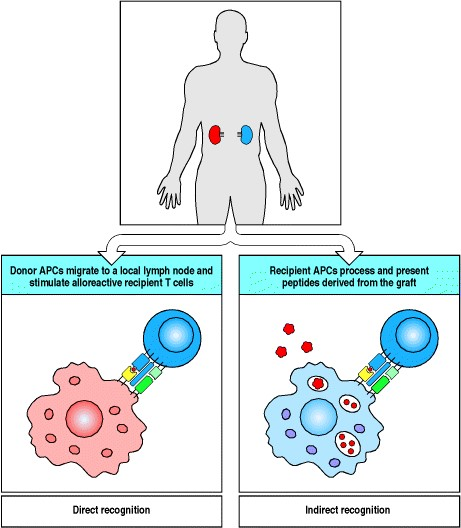 Donor APCs migrate to a local lymph node and
stimulate alloreactive recipient T cells
Recipient APCs process and present
peptides derived from the graft
Direct recognition
Indirect recognition